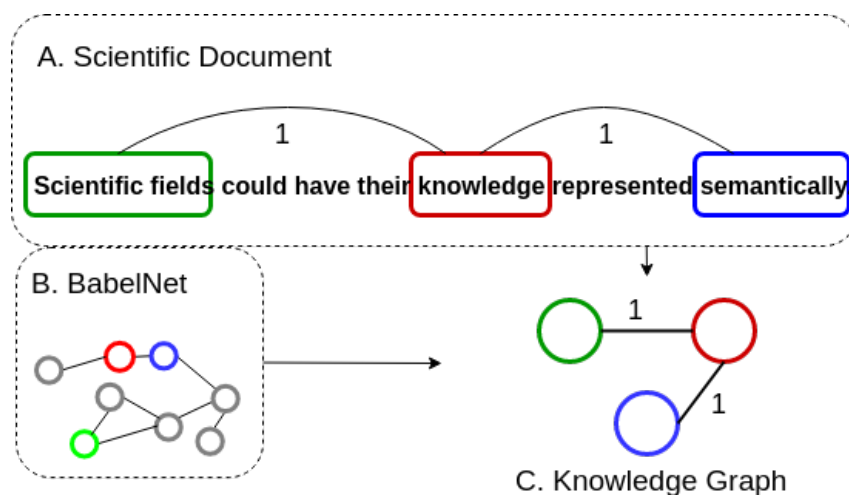 A. Scientific Document
1 1
Scientific fields could have their knowledge represented semantically
B. BabelNet
1
1
C. Knowledge Graph